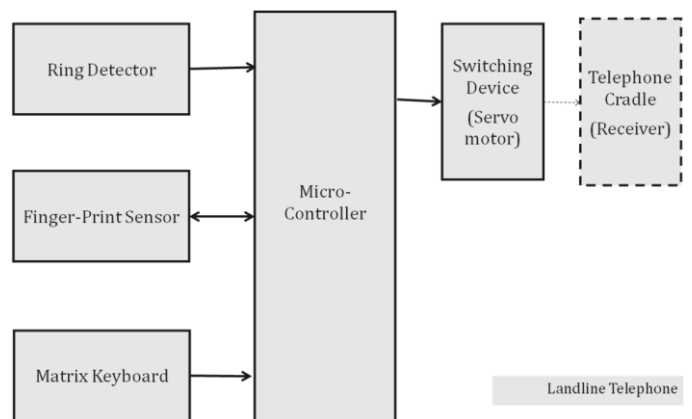 Ring Detector
Finger-Print Sensor
Matrix Keyboard
Micro-
Controller
Switching
Device
(Servo
motor)
Telephone
Cradle
(Receiver)
Landline Telephone